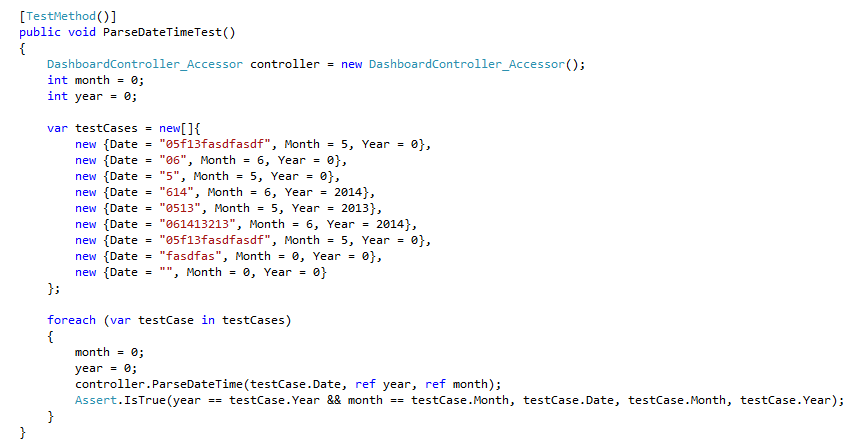 [TestMethod()]
public void ParseDateTimeTest()
{
    DashboardController_Accessor controller = new DashboardController_Accessor();
    int month = 0;
    int year = 0;

    var testCases = new[]{
        new {Date = "05f13fasdfasdf", Month = 5, Year = 0},
        new {Date = "06", Month = 6, Year = 0},
        new {Date = "5", Month = 5, Year = 0},
        new {Date = "614", Month = 6, Year = 2014},
        new {Date = "0513", Month = 5, Year = 2013},
        new {Date = "061413213", Month = 6, Year = 2014},
        new {Date = "05f13fasdfasdf", Month = 5, Year = 0},
        new {Date = "fasdfas", Month = 0, Year = 0},
        new {Date = "", Month = 0, Year = 0}
    };

    foreach (var testCase in testCases)
    {
        month = 0;
        year = 0;
        controller.ParseDateTime(testCase.Date, ref year, ref month);
        Assert.IsTrue(year == testCase.Year && month == testCase.Month, testCase.Date, testCase.Month, testCase.Year);
    }
}